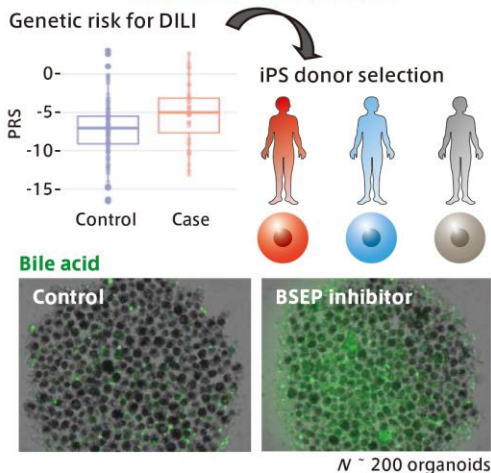 Genetic risk for DILI
iPS donor selection
0-
-5-
-10-
-15-
PRS
Control Case
Bile acid
Control
BSEP inhibitor
N ~ 200 organoids